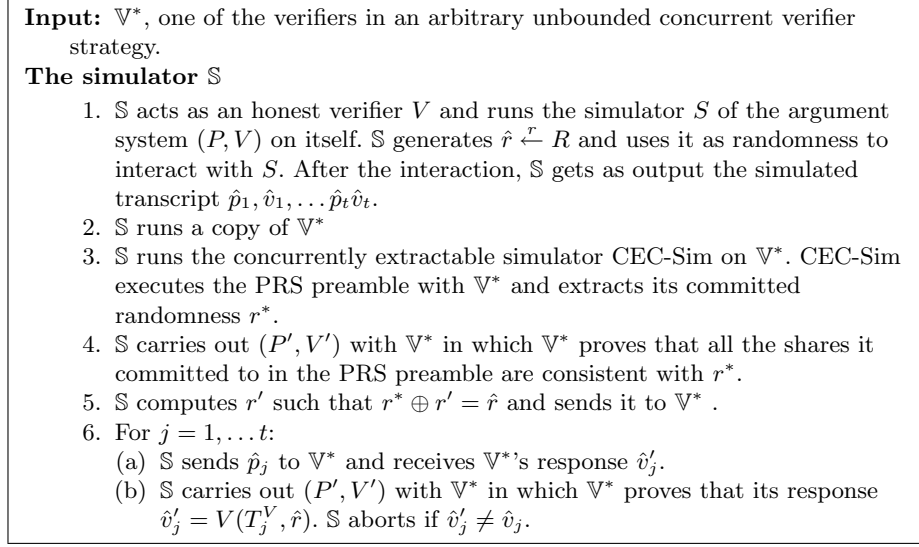 Input: 𝕍*, one of the verifiers in an arbitrary unbounded concurrent verifier
strategy.
The simulator 𝕊
1. 𝕊 acts as an honest verifier V and runs the simulator S of the argument
system (P, V) on itself. 𝕊 generates r̂ ←ʳ R and uses it as randomness to
interact with S. After the interaction, 𝕊 gets as output the simulated
transcript p̂₁, v̂₁, … p̂ₜv̂ₜ.
2. 𝕊 runs a copy of 𝕍*
3. 𝕊 runs the concurrently extractable simulator CEC-Sim on 𝕍*. CEC-Sim
executes the PRS preamble with 𝕍* and extracts its committed
randomness r*.
4. 𝕊 carries out (P′, V′) with 𝕍* in which 𝕍* proves that all the shares it
committed to in the PRS preamble are consistent with r*.
5. 𝕊 computes r′ such that r* ⊕ r′ = r̂ and sends it to 𝕍* .
6. For j = 1, … t:
(a) 𝕊 sends p̂ⱼ to 𝕍* and receives 𝕍*'s response v̂′ⱼ.
(b) 𝕊 carries out (P′, V′) with 𝕍* in which 𝕍* proves that its response
v̂′ⱼ = V(Tⱼⱽ, r̂). 𝕊 aborts if v̂′ⱼ ≠ v̂ⱼ.